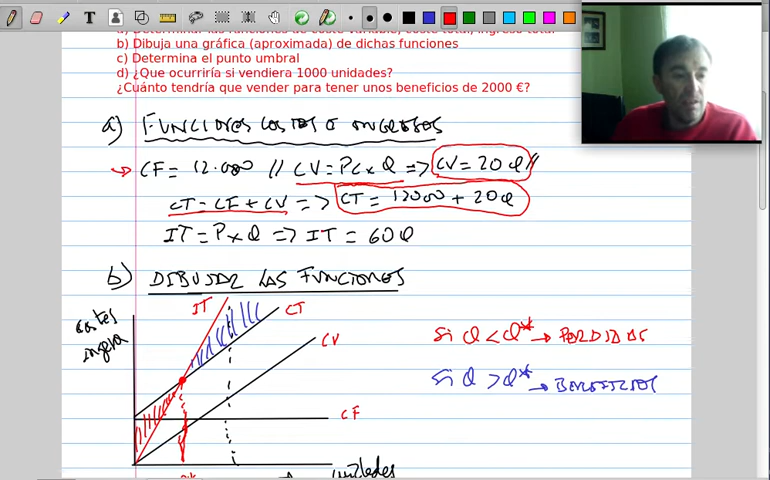 b) Dibuja una gráfica (aproximada) de dichas funciones
c) Determina el punto umbral
d) ¿Que ocurriría si vendiera 1000 unidades?
¿Cuánto tendría que vender para tener unos beneficios de 2000 €?
a) FUNCIONES COSTES E INGRESOS
→ CF = 12.000 // CV = PC x Q => CV = 20 Q //
CT = CF + CV => CT = 12000 + 20 Q
IT = P x Q => IT = 60 Q
b) DIBUJAR LAS FUNCIONES
IT CT
costes
CV
Si Q < Q* → PERDIDAS
Si Q > Q* → BENEFICIOS
CF
unidades